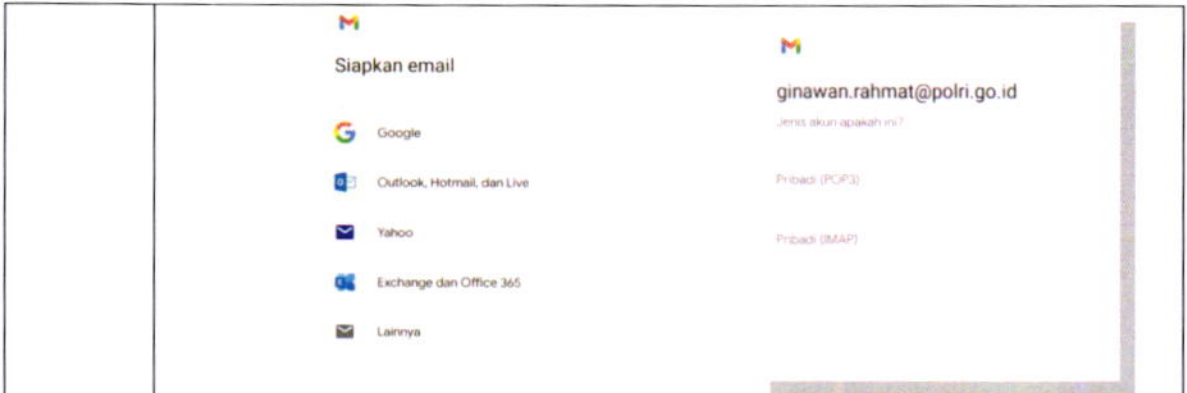 Siapkan email
Google
Outlook, Hotmail, dan Live
Yahoo
Exchange dan Office 365
Lainnya
ginawan.rahmat@polri.go.id
Jenis akun apakah ini?
Pribadi (POP3)
Pribadi (IMAP)